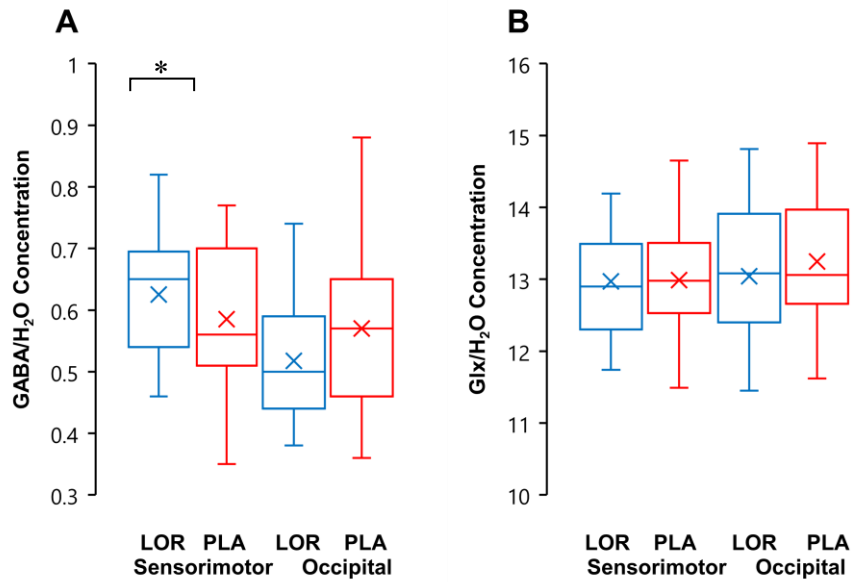 A
GABA/H₂O Concentration
1
0.9
0.8
0.7
0.6
0.5
0.4
0.3
*
LOR PLA LOR PLA
Sensorimotor Occipital
B
Glx/H₂O Concentration
16
15
14
13
12
11
10
LOR PLA LOR PLA
Sensorimotor Occipital